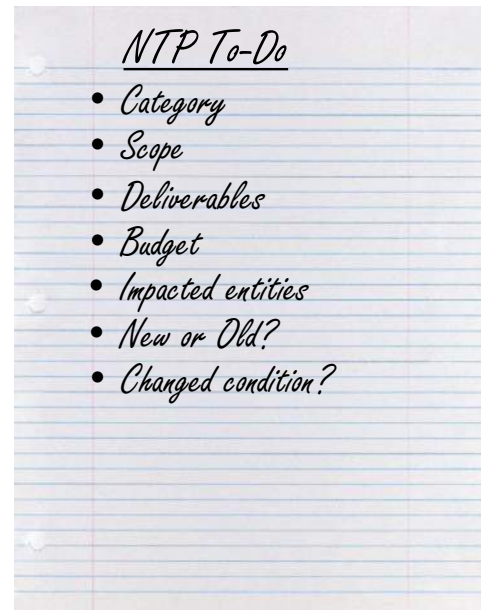 NTP To-Do
• Category
• Scope
• Deliverables
• Budget
• Impacted entities
• New or Old?
• Changed condition?